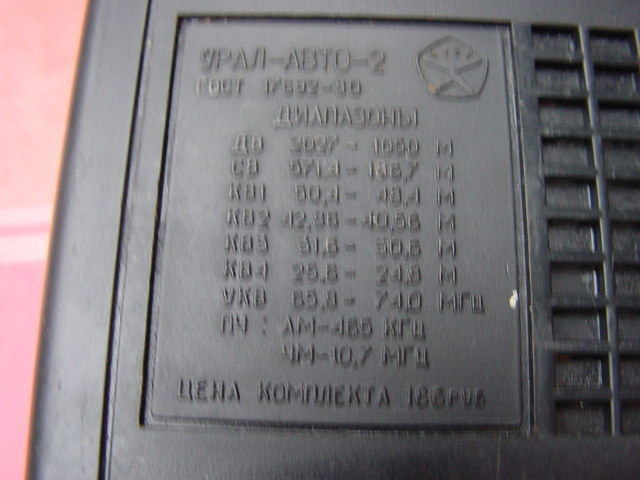 УРАЛ-АВТО-2
ГОСТ 17692-80
ДИАПАЗОНЫ
ДВ 2027 - 1050 М
СВ 571,4 - 186,7 М
КВ1 50,4 - 48,4 М
КВ2 42,86 - 40,56 М
КВ3 31,6 - 30,6 М
КВ4 25,6 - 24,8 М
УКВ 65,8 - 74,0 МГЦ
ПЧ : АМ-465 КГЦ
ЧМ-10,7 МГЦ
ЦЕНА КОМПЛЕКТА 186РУБ